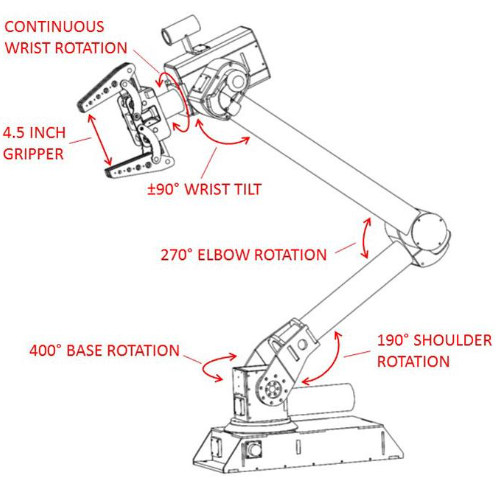 CONTINUOUS
WRIST ROTATION
4.5 INCH
GRIPPER
±90° WRIST TILT
270° ELBOW ROTATION
400° BASE ROTATION
190° SHOULDER
ROTATION